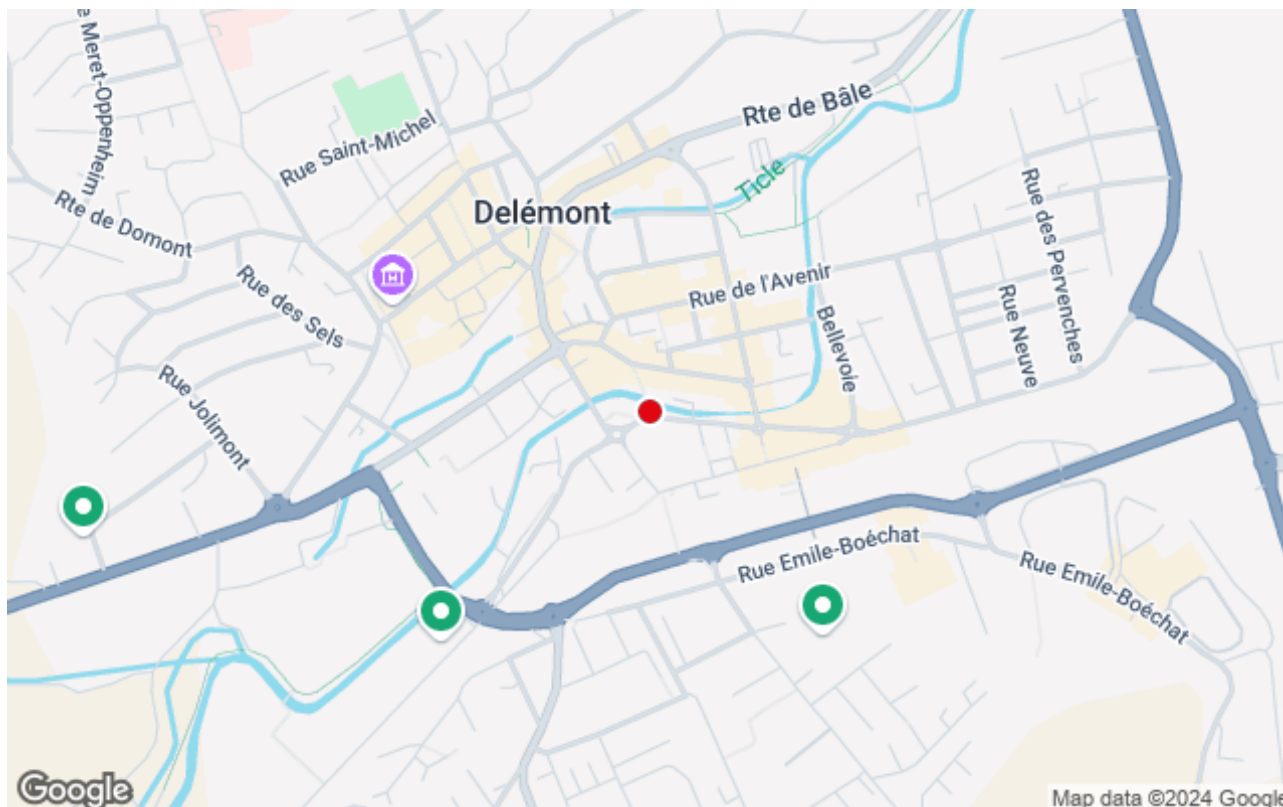 e Meret-Oppenheim
Rte de Bâle
Rue Saint-Michel
Ticle
Delémont
Rte de Domont
Rue des Pervenches
Rue des Sels
Rue de l'Avenir
Rue Neuve
Bellevoie
Rue Jolimont
Rue Emile-Boéchat
Rue Emile-Boéchat
Google
Map data ©2024 Google